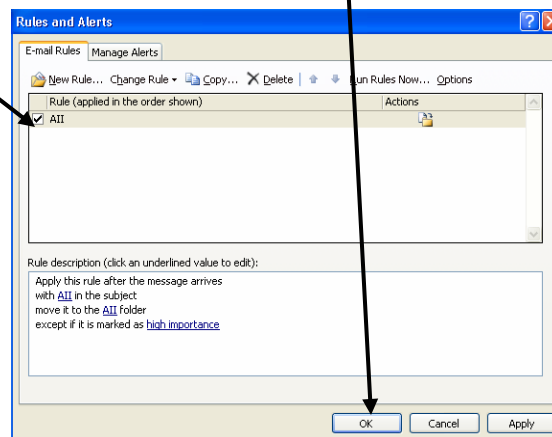 Rules and Alerts
E-mail Rules Manage Alerts
New Rule... Change Rule Copy... Delete Run Rules Now... Options
Rule (applied in the order shown) Actions
AII
Rule description (click an underlined value to edit):
Apply this rule after the message arrives
with AII in the subject
move it to the AII folder
except if it is marked as high importance
OK Cancel Apply